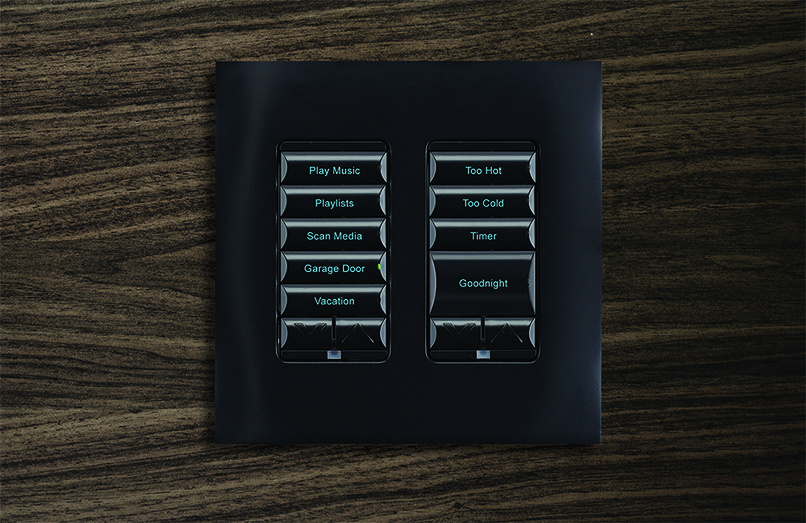 Play Music
Playlists
Scan Media
Garage Door
Vacation
Too Hot
Too Cold
Timer
Goodnight